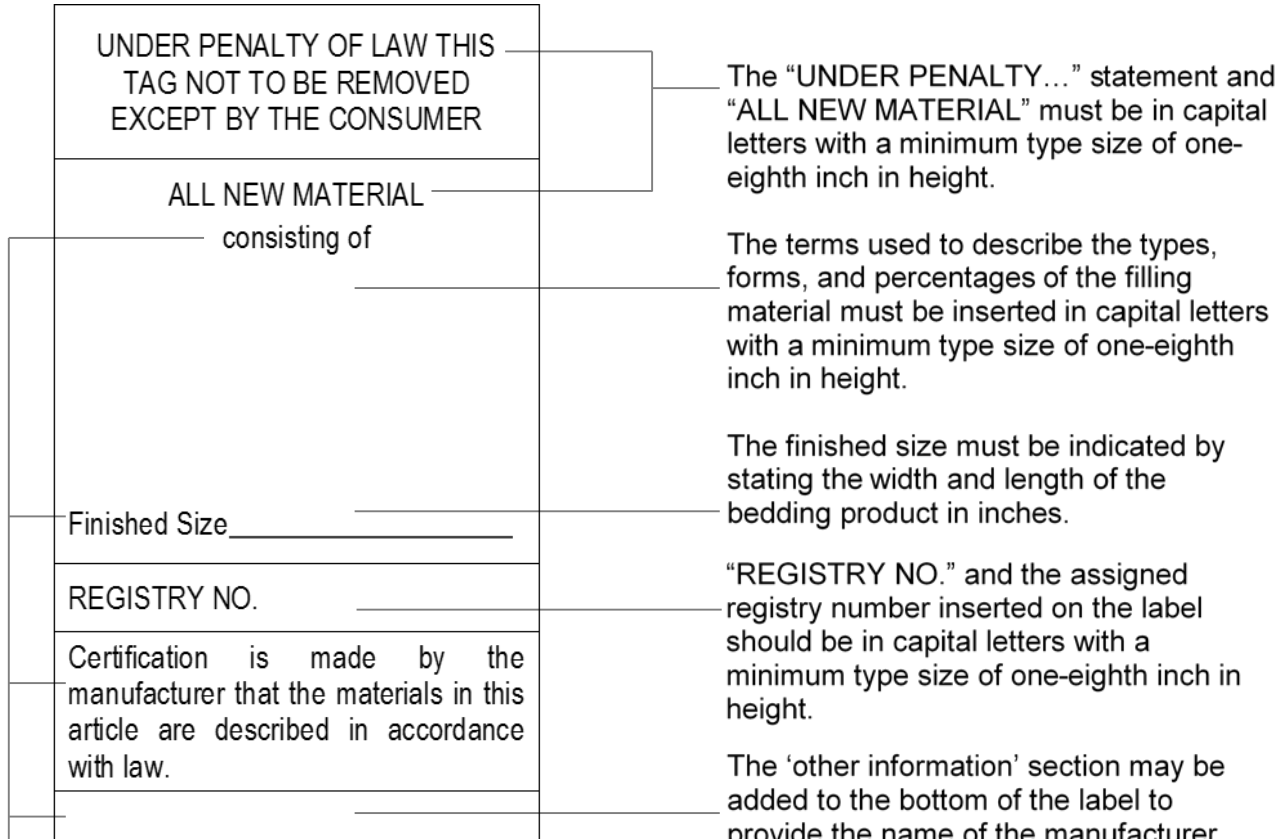 UNDER PENALTY OF LAW THIS
TAG NOT TO BE REMOVED
EXCEPT BY THE CONSUMER
ALL NEW MATERIAL
consisting of
Finished Size
REGISTRY NO.
Certification is made by the
manufacturer that the materials in this
article are described in accordance
with law.
The “UNDER PENALTY…” statement and
“ALL NEW MATERIAL” must be in capital
letters with a minimum type size of one-
eighth inch in height.
The terms used to describe the types,
forms, and percentages of the filling
material must be inserted in capital letters
with a minimum type size of one-eighth
inch in height.
The finished size must be indicated by
stating the width and length of the
bedding product in inches.
“REGISTRY NO.” and the assigned
registry number inserted on the label
should be in capital letters with a
minimum type size of one-eighth inch in
height.
The ‘other information’ section may be
added to the bottom of the label to
provide the name of the manufacturer